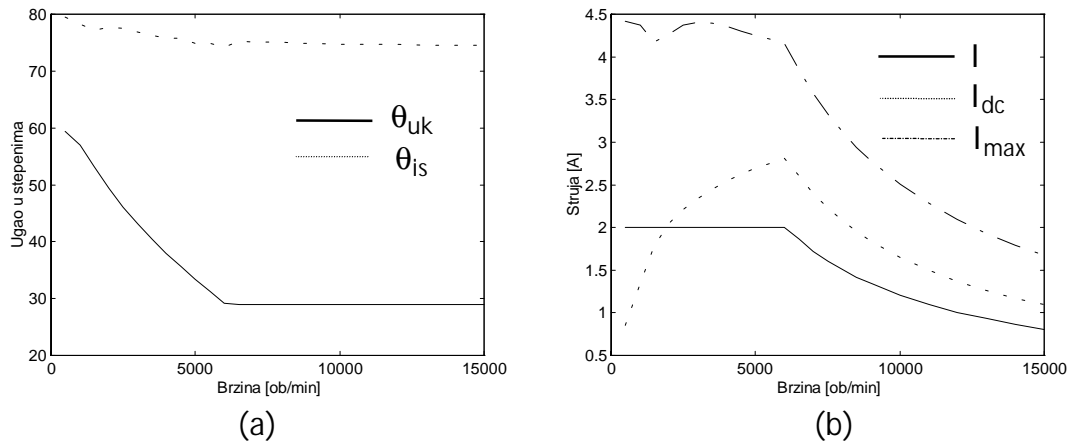 80
70
60
50
40
30
20
0
5000
10000
15000
Ugao u stepenima
Brzina [ob/min]
θuk
θis
(a)
4.5
4
3.5
3
2.5
2
1.5
1
0.5
0
5000
10000
15000
Struja [A]
Brzina [ob/min]
I
Idc
Imax
(b)